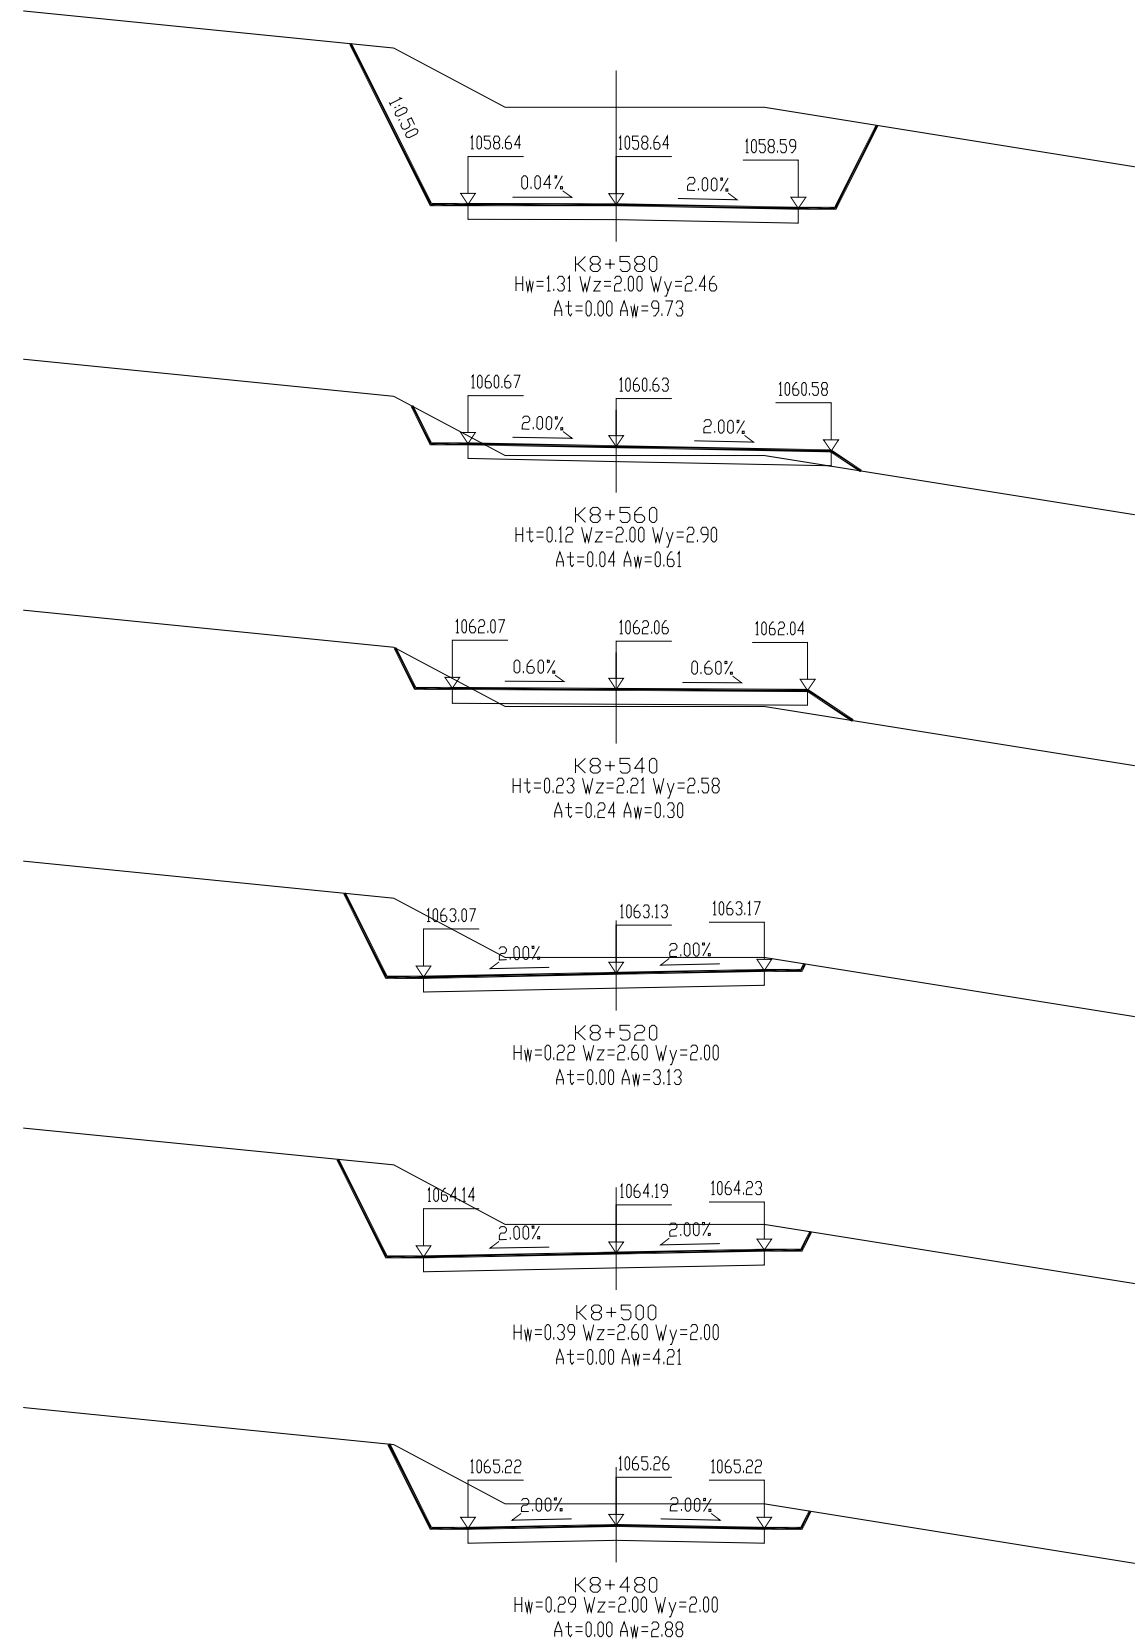 1:0.50
1058.64 1058.64 1058.59
0.04% 2.00%
K8+580
Hw=1.31 Wz=2.00 Wy=2.46
At=0.00 Aw=9.73
1060.67 1060.63 1060.58
2.00% 2.00%
K8+560
Ht=0.12 Wz=2.00 Wy=2.90
At=0.04 Aw=0.61
1062.07 1062.06 1062.04
0.60% 0.60%
K8+540
Ht=0.23 Wz=2.21 Wy=2.58
At=0.24 Aw=0.30
1063.07 1063.13 1063.17
2.00% 2.00%
K8+520
Hw=0.22 Wz=2.60 Wy=2.00
At=0.00 Aw=3.13
1064.14 1064.19 1064.23
2.00% 2.00%
K8+500
Hw=0.39 Wz=2.60 Wy=2.00
At=0.00 Aw=4.21
1065.22 1065.26 1065.22
2.00% 2.00%
K8+480
Hw=0.29 Wz=2.00 Wy=2.00
At=0.00 Aw=2.88